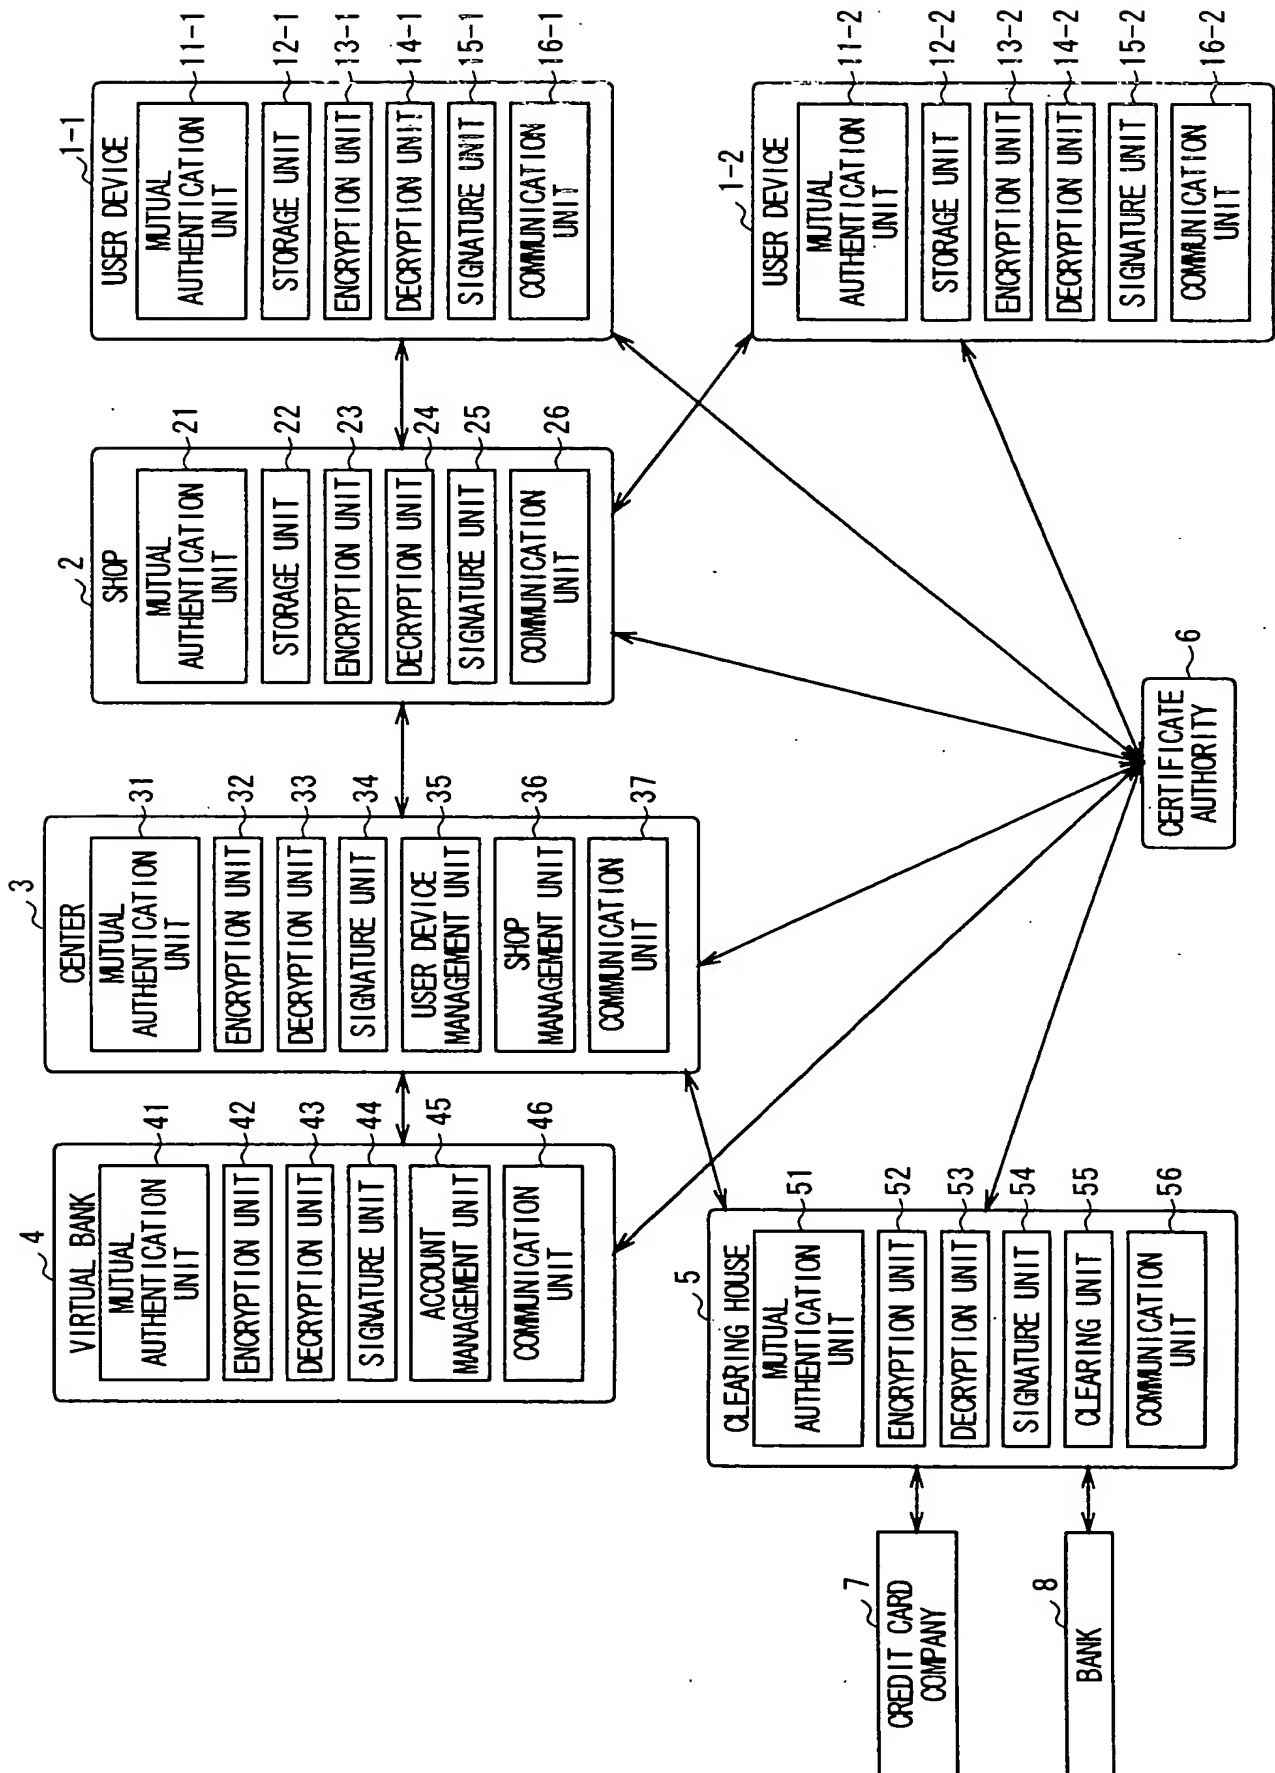 VIRTUAL BANK
4
MUTUAL
AUTHENTICATION
UNIT
41
ENCRYPTION UNIT
42
DECRYPTION UNIT
43
SIGNATURE UNIT
44
ACCOUNT
MANAGEMENT UNIT
45
COMMUNICATION
UNIT
46
CENTER
3
MUTUAL
AUTHENTICATION
UNIT
31
ENCRYPTION UNIT
32
DECRYPTION UNIT
33
SIGNATURE UNIT
34
USER DEVICE
MANAGEMENT UNIT
35
SHOP
MANAGEMENT UNIT
36
COMMUNICATION
UNIT
37
SHOP
2
MUTUAL
AUTHENTICATION
UNIT
21
STORAGE UNIT
22
ENCRYPTION UNIT
23
DECRYPTION UNIT
24
SIGNATURE UNIT
25
COMMUNICATION
UNIT
26
USER DEVICE
1-1
MUTUAL
AUTHENTICATION
UNIT
11-1
STORAGE UNIT
12-1
ENCRYPTION UNIT
13-1
DECRYPTION UNIT
14-1
SIGNATURE UNIT
15-1
COMMUNICATION
UNIT
16-1
CREDIT CARD
COMPANY
7
BANK
8
CLEARING HOUSE
5
MUTUAL
AUTHENTICATION
UNIT
51
ENCRYPTION UNIT
52
DECRYPTION UNIT
53
SIGNATURE UNIT
54
CLEARING UNIT
55
COMMUNICATION
UNIT
56
CERTIFICATE
AUTHORITY
6
USER DEVICE
1-2
MUTUAL
AUTHENTICATION
UNIT
11-2
STORAGE UNIT
12-2
ENCRYPTION UNIT
13-2
DECRYPTION UNIT
14-2
SIGNATURE UNIT
15-2
COMMUNICATION
UNIT
16-2